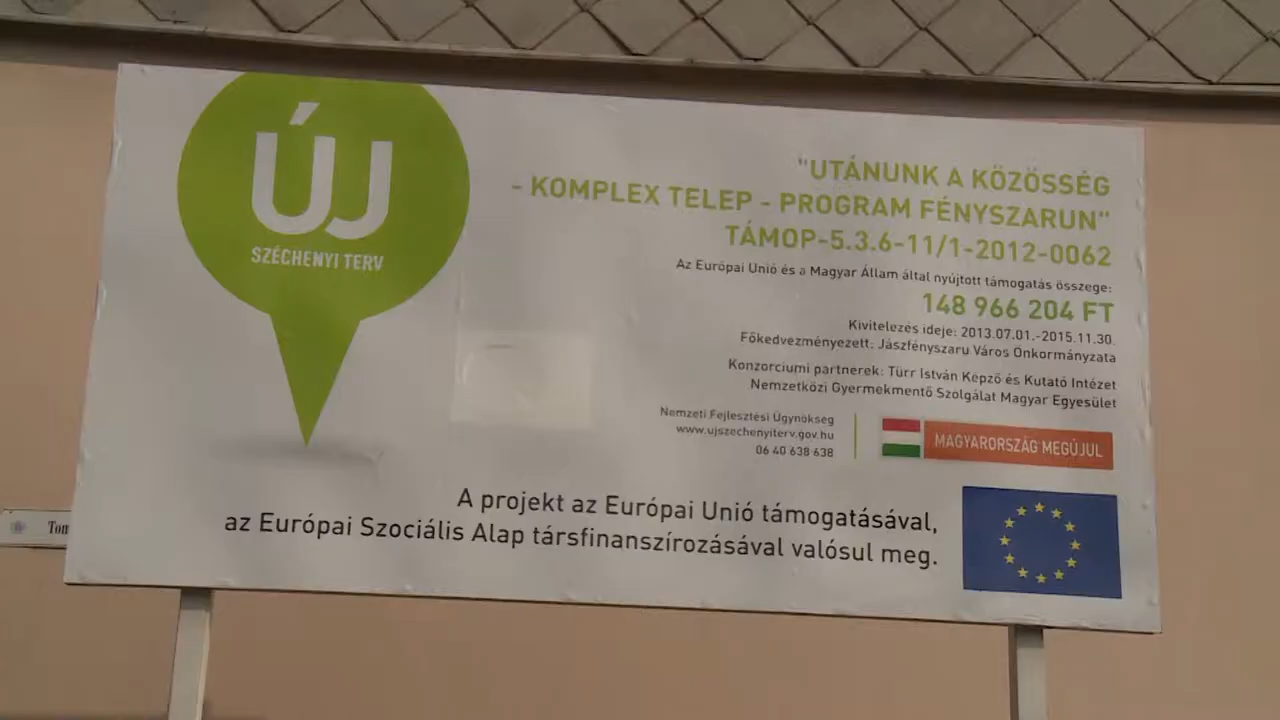 ÚJ
SZÉCHENYI TERV
"UTÁNUNK A KÖZÖSSÉG
- KOMPLEX TELEP - PROGRAM FÉNYSZARUN"
TÁMOP-5.3.6-11/1-2012-0062
Az Európai Unió és a Magyar Állam által nyújtott támogatás összege:
148 966 204 FT
Kivitelezés ideje: 2013.07.01.-2015.11.30.
Főkedvezményezett: Jászfényszaru Város Önkormányzata
Konzorciumi partnerek: Türr István Képző és Kutató Intézet
Nemzetközi Gyermekmentő Szolgálat Magyar Egyesület
Nemzeti Fejlesztési Ügynökség
www.ujszechenyiterv.gov.hu
06 40 638 638
MAGYARORSZÁG MEGÚJUL
A projekt az Európai Unió támogatásával,
az Európai Szociális Alap társfinanszírozásával valósul meg.